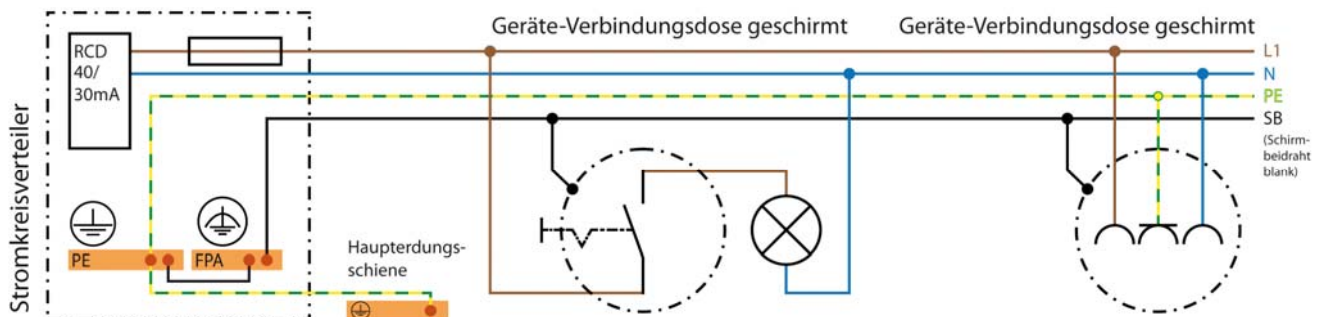 Geräte-Verbindungsdose geschirmt
Geräte-Verbindungsdose geschirmt
RCD
40/
30mA
L1
N
PE
SB
(Schirm-
beidraht
blank)
Stromkreisverteiler
PE
FPA
Haupterdungs-
schiene